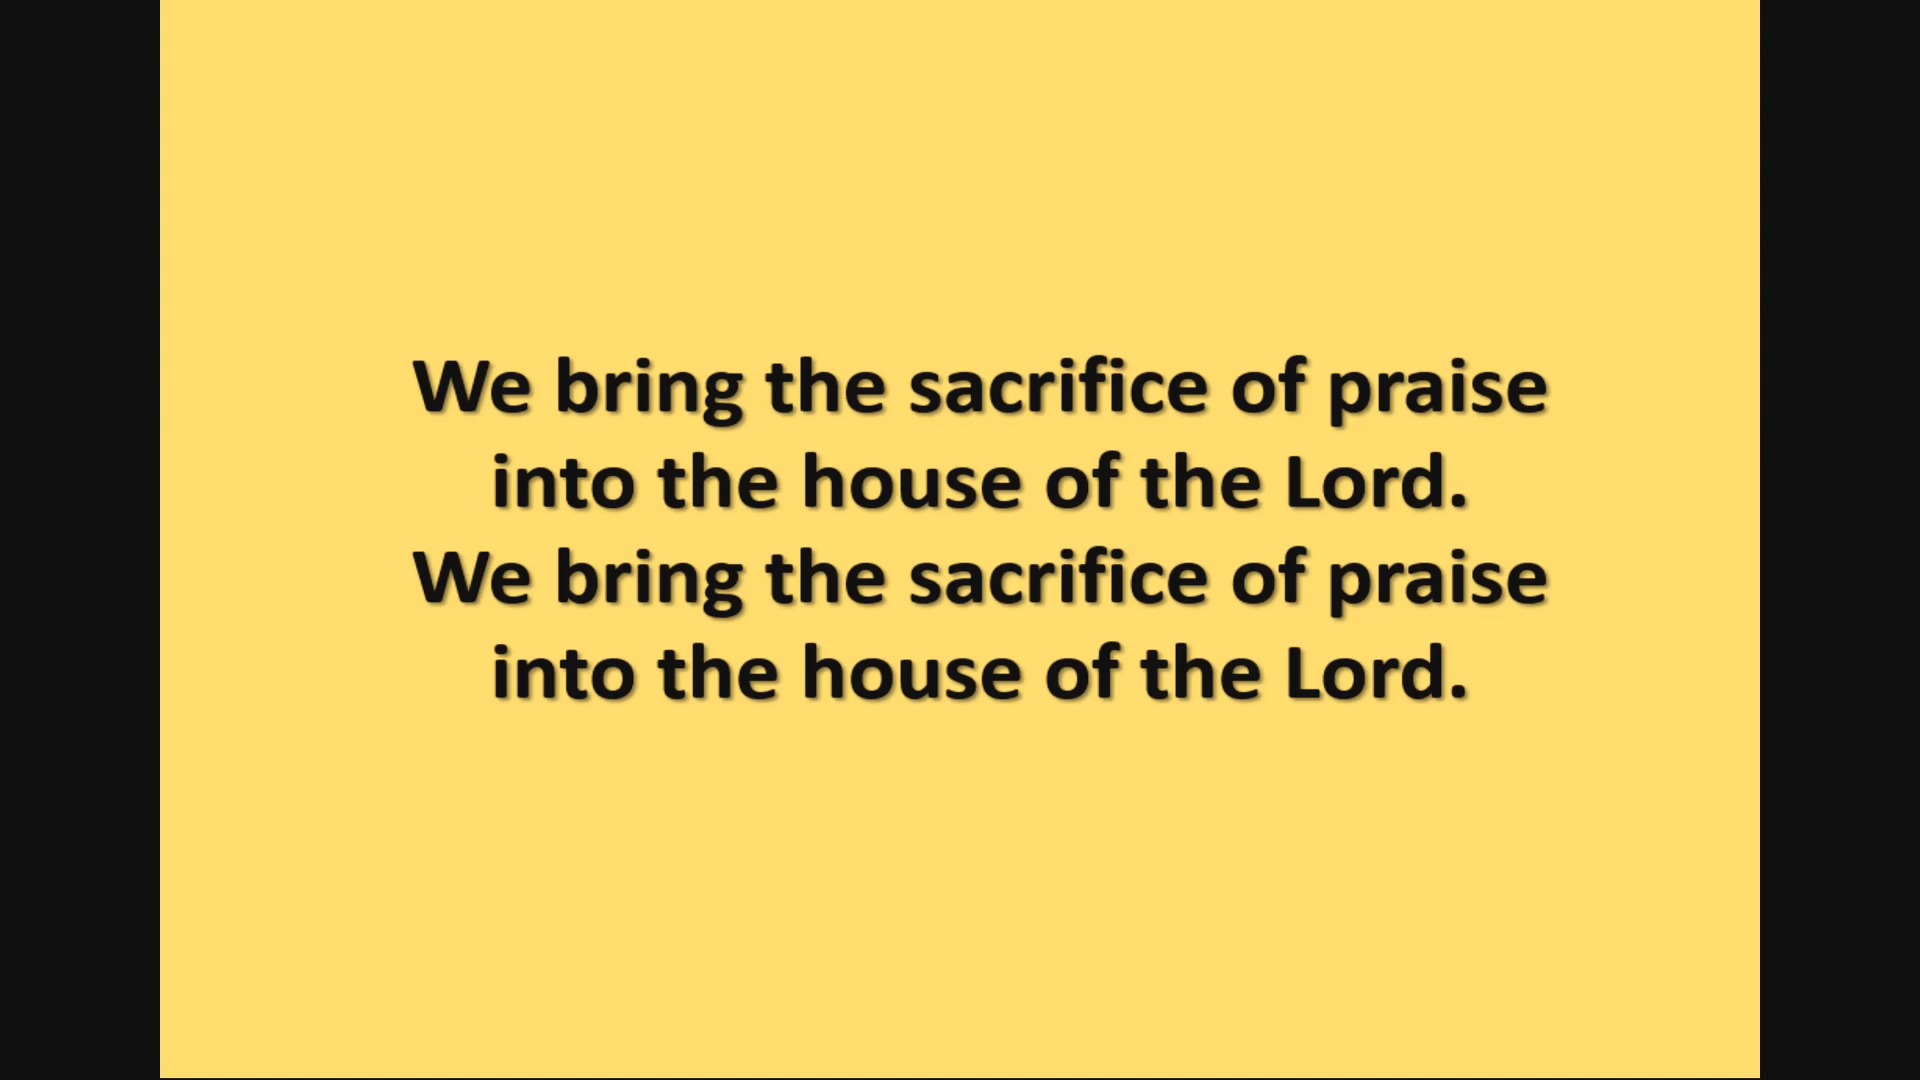 We bring the sacrifice of praise
into the house of the Lord.
We bring the sacrifice of praise
into the house of the Lord.